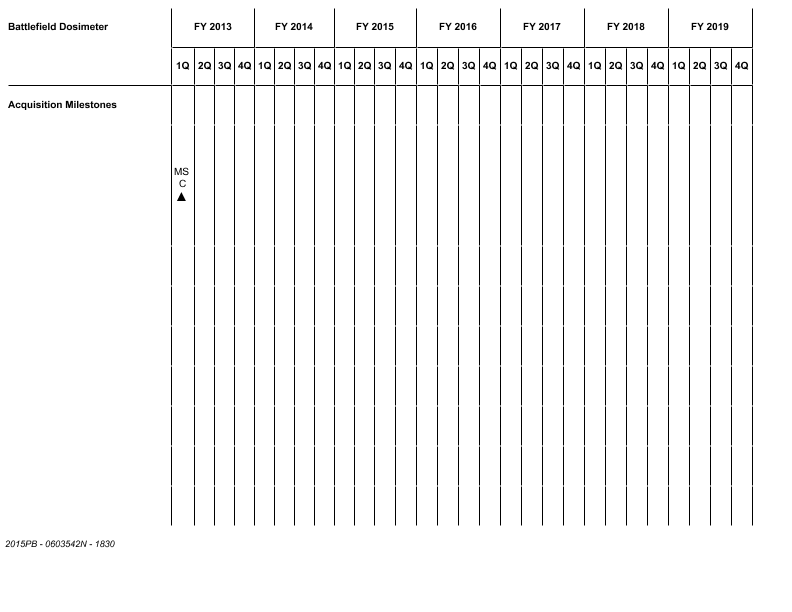 Battlefield Dosimeter FY 2013 FY 2014 FY 2015 FY 2016 FY 2017 FY 2018 FY 2019
1Q 2Q 3Q 4Q 1Q 2Q 3Q 4Q 1Q 2Q 3Q 4Q 1Q 2Q 3Q 4Q 1Q 2Q 3Q 4Q 1Q 2Q 3Q 4Q 1Q 2Q 3Q 4Q
Acquisition Milestones
MS
C
2015PB - 0603542N - 1830